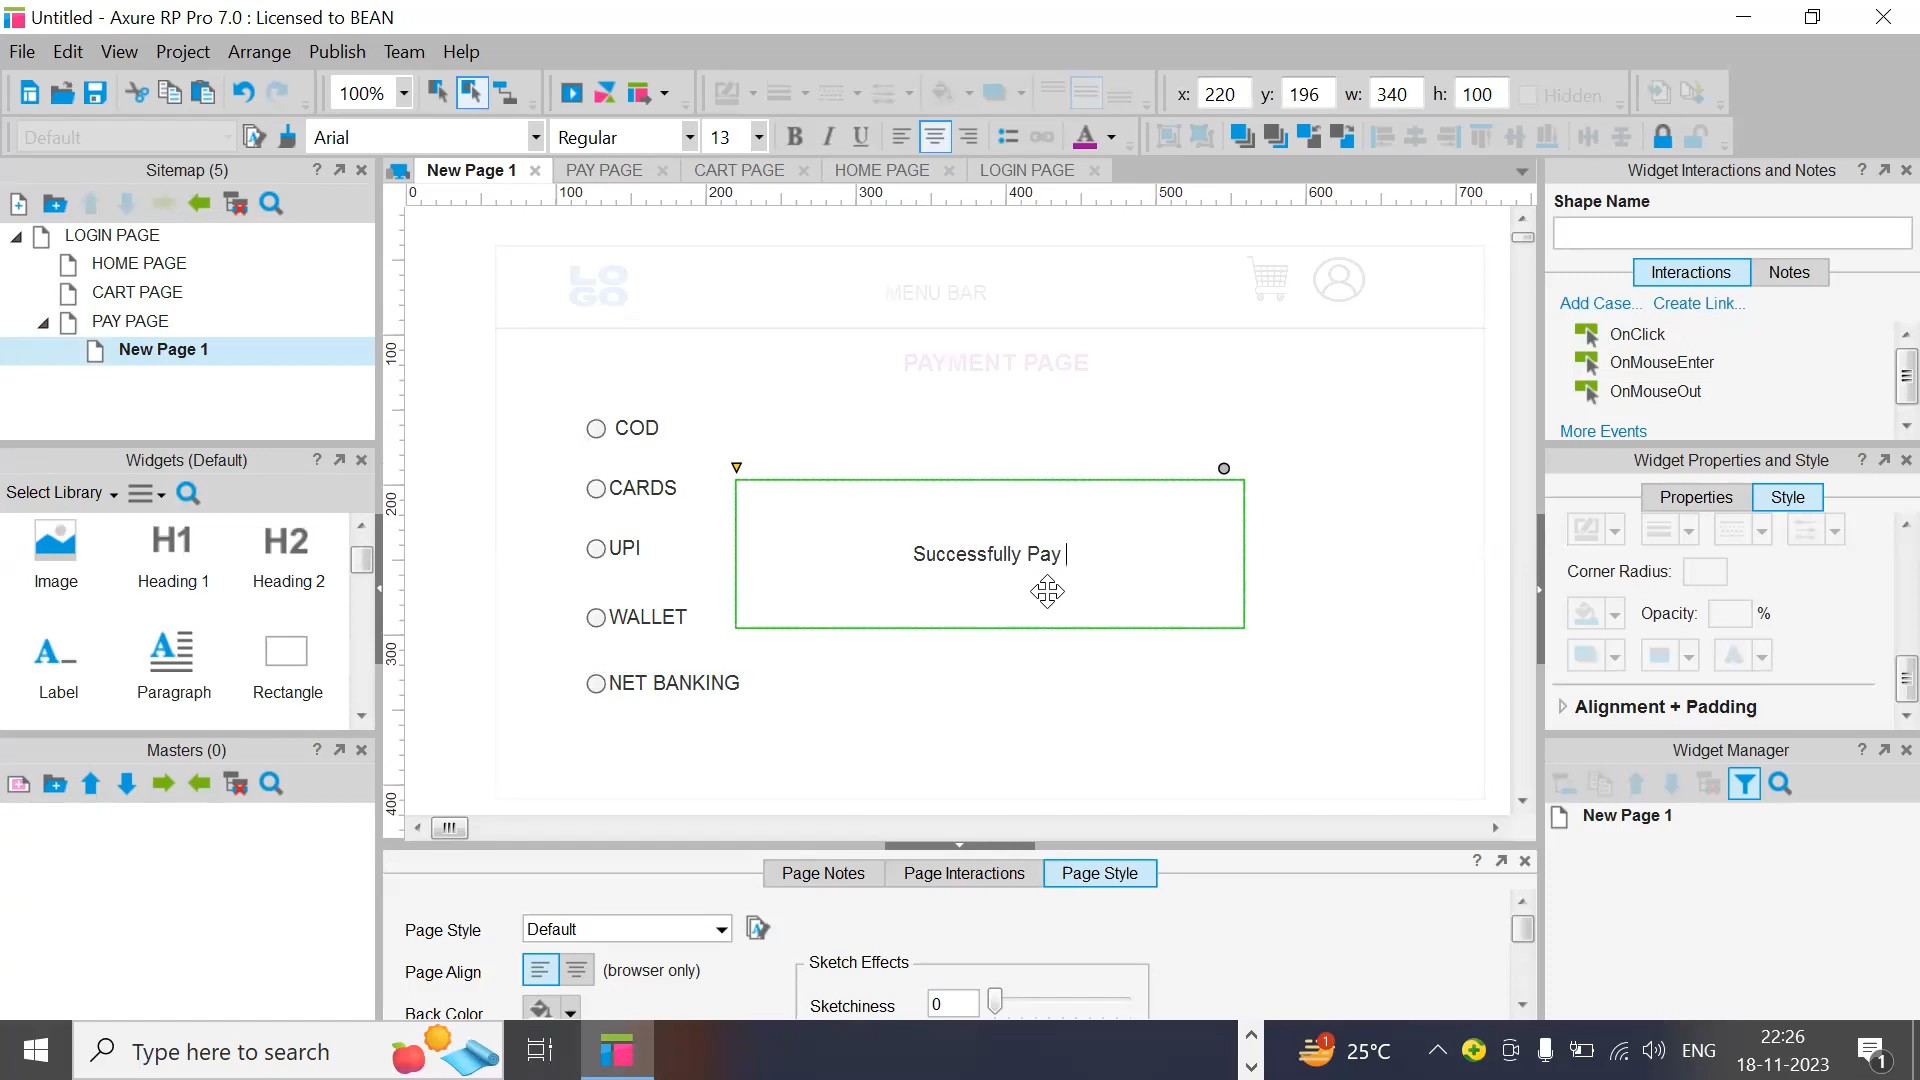 Untitled - Axure RP Pro 7.0 : Licensed to BEAN
File Edit View Project Arrange Publish Team Help
100% x: 220 y: 196 w: 340 h: 100 Hidden
Default Arial Regular 13 B I U A
Sitemap (5) ?
New Page 1 PAY PAGE CART PAGE HOME PAGE LOGIN PAGE
Widget Interactions and Notes ?
0 100 200 300 400 500 600 700
LOGIN PAGE
HOME PAGE
CART PAGE
PAY PAGE
New Page 1
Shape Name
Interactions Notes
Add Case... Create Link...
OnClick
OnMouseEnter
OnMouseOut
More Events
LO
GO
MENU BAR
PAYMENT PAGE
100
200
300
400
COD
CARDS
UPI
WALLET
NET BANKING
Successfully Pay
Widgets (Default) ?
Select Library
Image
H1
Heading 1
H2
Heading 2
A
Label
A
Paragraph
Rectangle
Widget Properties and Style ?
Properties Style
Corner Radius:
Opacity: %
Alignment + Padding
Masters (0) ?
Widget Manager ?
New Page 1
Page Notes Page Interactions Page Style ?
Page Style Default
Page Align (browser only)
Back Color
Sketch Effects
Sketchiness 0
Type here to search
1 25°C
ENG
22:26
18-11-2023
1